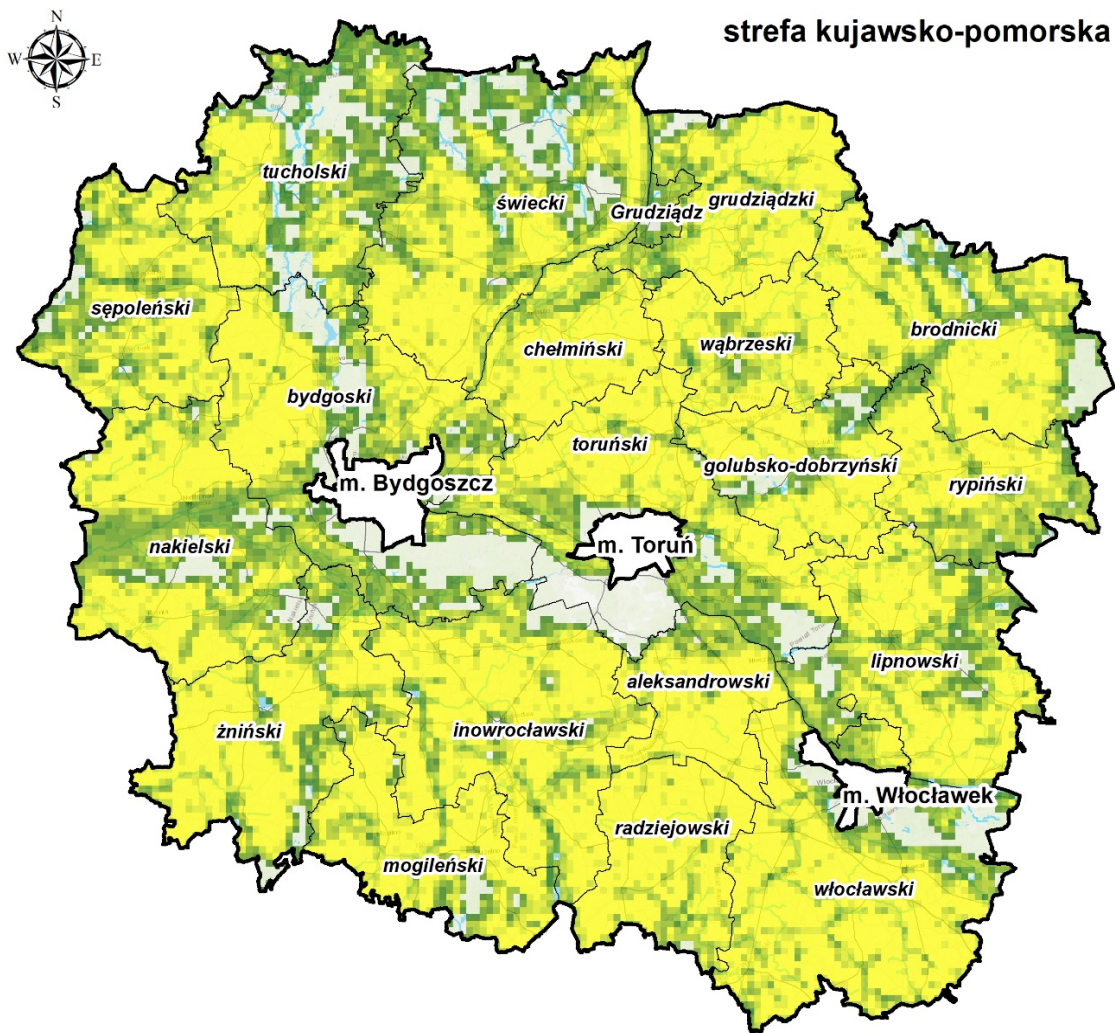 strefa kujawsko-pomorska
N
W E
S
tucholski
świecki
Grudziądz
grudziądzki
sępoleński
brodnicki
chełmiński
wąbrzeski
bydgoski
toruński
golubsko-dobrzyński
m. Bydgoszcz
rypiński
nakielski
m. Toruń
lipnowski
aleksandrowski
żniński
inowrocławski
m. Włocławek
radziejowski
mogileński
włocławski